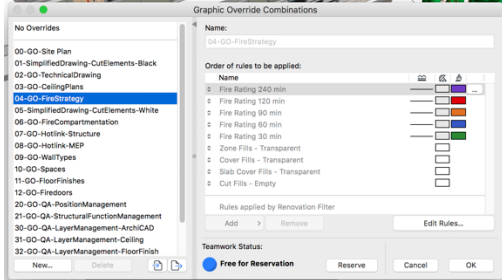 Graphic Override Combinations
No Overrides
00-GO-Site Plan
01-SimplifiedDrawing-CutElements-Black
02-GO-TechnicalDrawing
03-GO-CeilingPlans
04-GO-FireStrategy
05-SimplifiedDrawing-CutElements-White
06-GO-FireCompartmentation
07-GO-Hotlink-Structure
08-GO-Hotlink-MEP
09-GO-WallTypes
10-GO-Spaces
11-GO-FloorFinishes
12-GO-Firedoors
20-GO-QA-PositionManagement
21-GO-QA-StructuralFunctionManagement
30-GO-QA-LayerManagement-ArchiCAD
31-GO-QA-LayerManagement-Ceiling
32-GO-QA-LayerManagement-FloorFinish
New...
Delete
Name:
04-GO-FireStrategy
Order of rules to be applied:
Name
Fire Rating 240 min
...
Fire Rating 120 min
Fire Rating 90 min
Fire Rating 60 min
Fire Rating 30 min
Zone Fills - Transparent
Cover Fills - Transparent
Slab Cover Fills - Transparent
Cut Fills - Empty
Rules applied by Renovation Filter
Add >
Remove
Edit Rules...
Teamwork Status:
Free for Reservation
Reserve
Cancel
OK